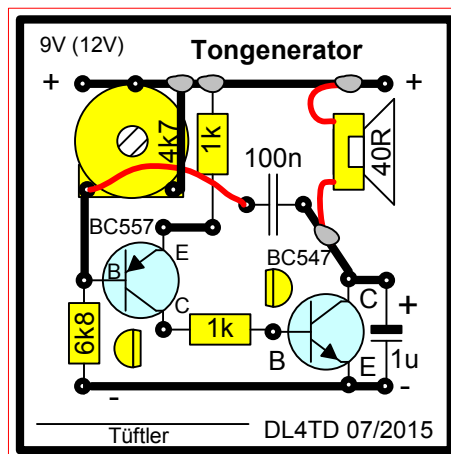 9V (12V)
Tongenerator
+
+
4k7
1k
100n
40R
BC557
E
BC547
B
C
C
+
6k8
1k
B
E
1u
-
-
Tüftler
DL4TD 07/2015